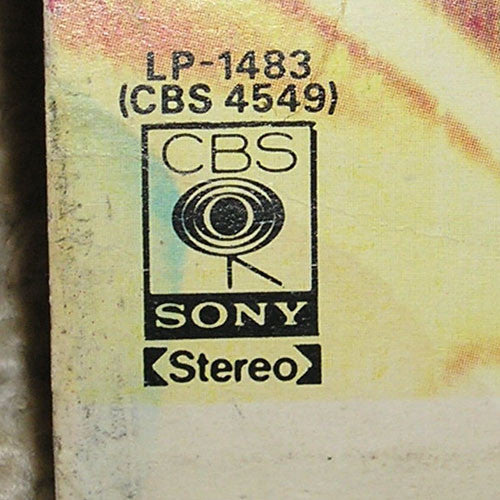 LP-1483
(CBS 4549)
CBS
SONY
Stereo